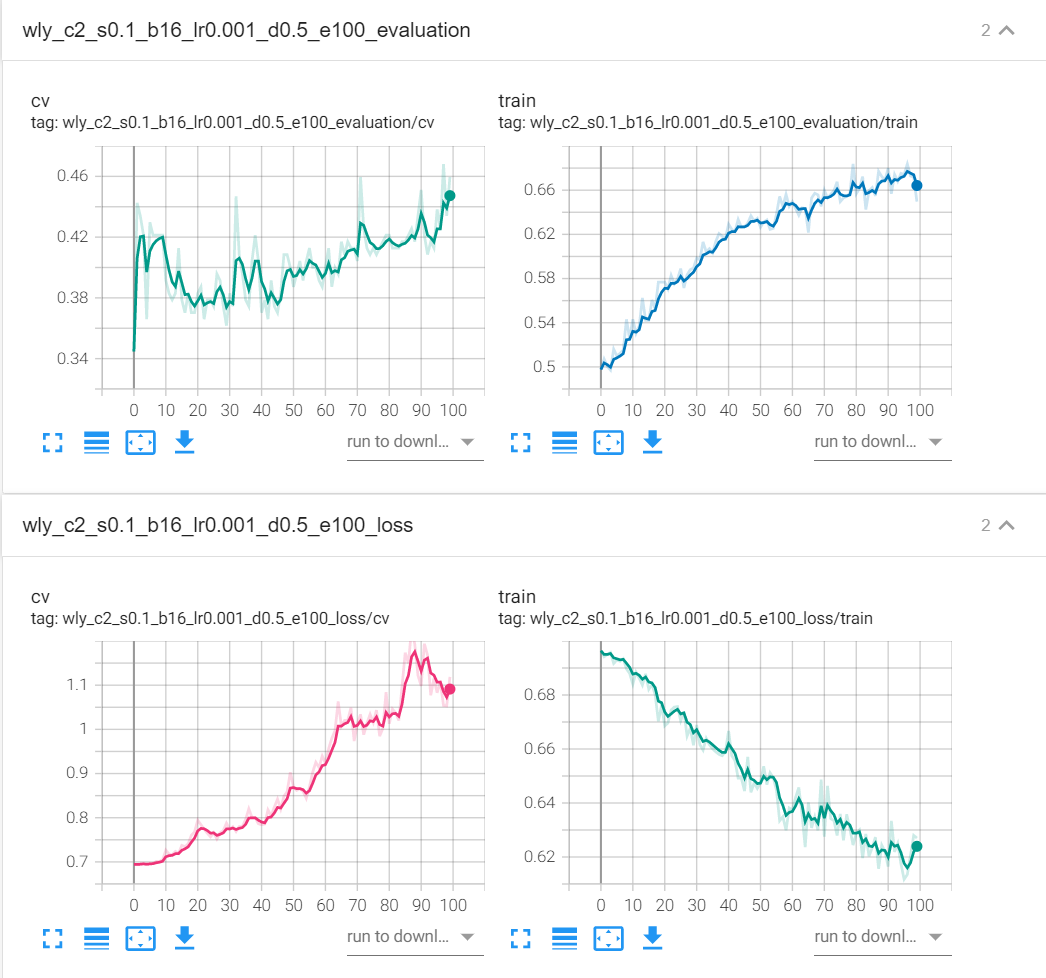 wly_c2_s0.1_b16_lr0.001_d0.5_e100_evaluation 2
cv
tag: wly_c2_s0.1_b16_lr0.001_d0.5_e100_evaluation/cv
0.46
0.42
0.38
0.34
0 10 20 30 40 50 60 70 80 90 100
run to downl...
train
tag: wly_c2_s0.1_b16_lr0.001_d0.5_e100_evaluation/train
0.66
0.62
0.58
0.54
0.5
0 10 20 30 40 50 60 70 80 90 100
run to downl...
wly_c2_s0.1_b16_lr0.001_d0.5_e100_loss 2
cv
tag: wly_c2_s0.1_b16_lr0.001_d0.5_e100_loss/cv
1.1
1
0.9
0.8
0.7
0 10 20 30 40 50 60 70 80 90 100
run to downl...
train
tag: wly_c2_s0.1_b16_lr0.001_d0.5_e100_loss/train
0.68
0.66
0.64
0.62
0 10 20 30 40 50 60 70 80 90 100
run to downl...